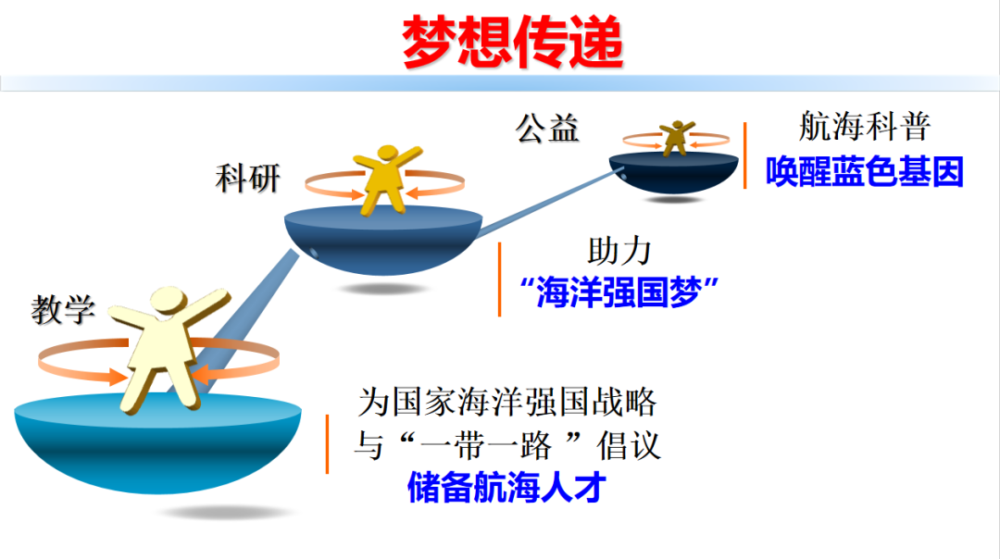 梦想传递
公益
航海科普
唤醒蓝色基因
科研
助力
“海洋强国梦”
教学
为国家海洋强国战略
与“一带一路 ”倡议
储备航海人才